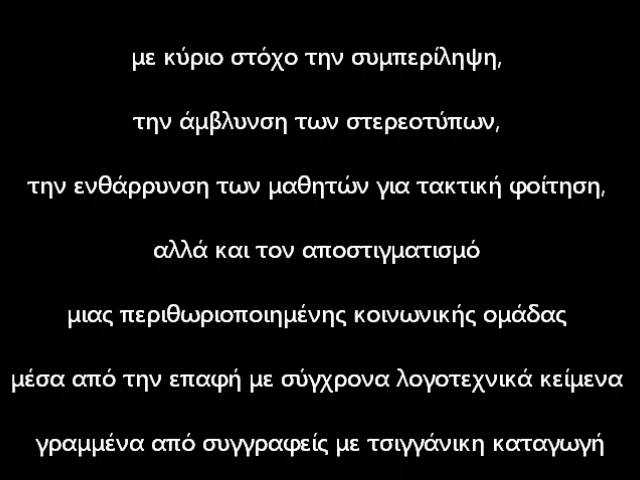 με κύριο στόχο την συμπερίληψη,
την άμβλυνση των στερεοτύπων,
την ενθάρρυνση των μαθητών για τακτική φοίτηση,
αλλά και τον αποστιγματισμό
μιας περιθωριοποιημένης κοινωνικής ομάδας
μέσα από την επαφή με σύγχρονα λογοτεχνικά κείμενα
γραμμένα από συγγραφείς με τσιγγάνικη καταγωγή